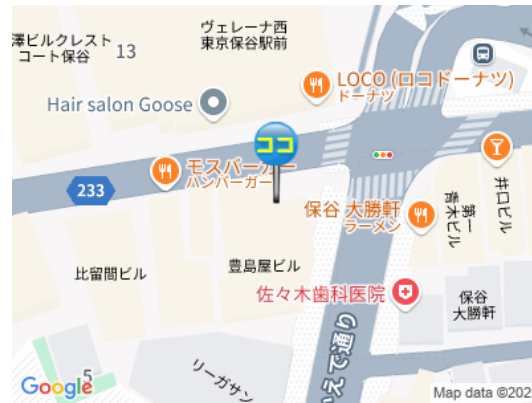 ヴェレーナ西
東京保谷駅前
澤ビルクレスト
コート保谷
13
LOCO (ロコドーナツ)
ドーナツ
Hair salon Goose
ココ
モスバーガー
ハンバーガー
233
保谷 大勝軒
ラーメン
第一青木ビル
井口ビル
比留間ビル
豊島屋ビル
佐々木歯科医院
保谷
大勝軒
かえで通り
リーガサン
5
Google
Map data ©202